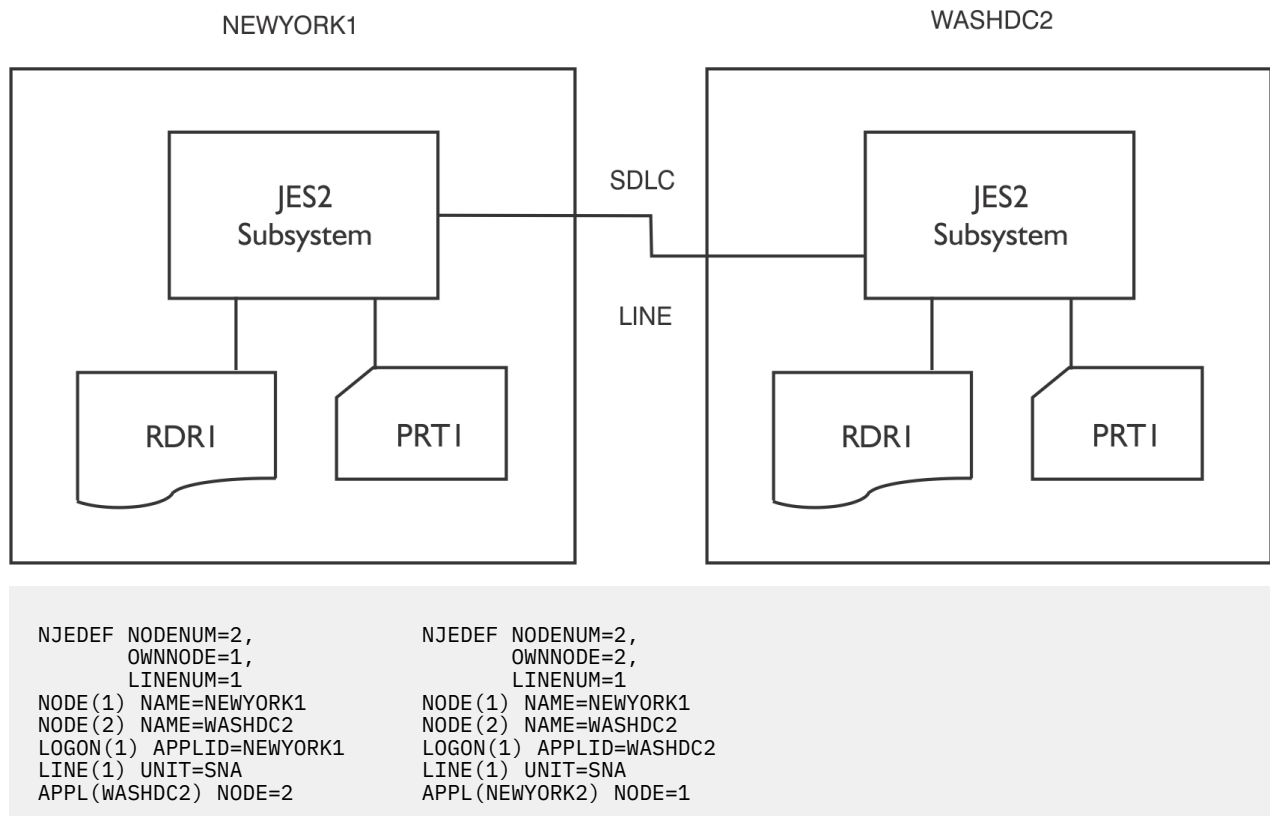 NEWYORK1
WASHDC2
JES2
Subsystem
SDLC
LINE
JES2
Subsystem
RDR1
PRT1
RDR1
PRT1
NJEDEF NODENUM=2,
OWNNODE=1,
LINENUM=1
NODE(1) NAME=NEWYORK1
NODE(2) NAME=WASHDC2
LOGON(1) APPLID=NEWYORK1
LINE(1) UNIT=SNA
APPL(WASHDC2) NODE=2
NJEDEF NODENUM=2,
OWNNODE=2,
LINENUM=1
NODE(1) NAME=NEWYORK1
NODE(2) NAME=WASHDC2
LOGON(1) APPLID=WASHDC2
LINE(1) UNIT=SNA
APPL(NEWYORK2) NODE=1